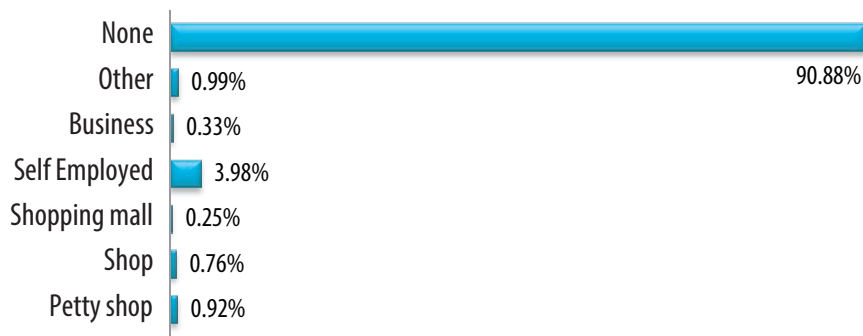 None
90.88%
Other 0.99%
Business 0.33%
Self Employed 3.98%
Shopping mall 0.25%
Shop 0.76%
Petty shop 0.92%